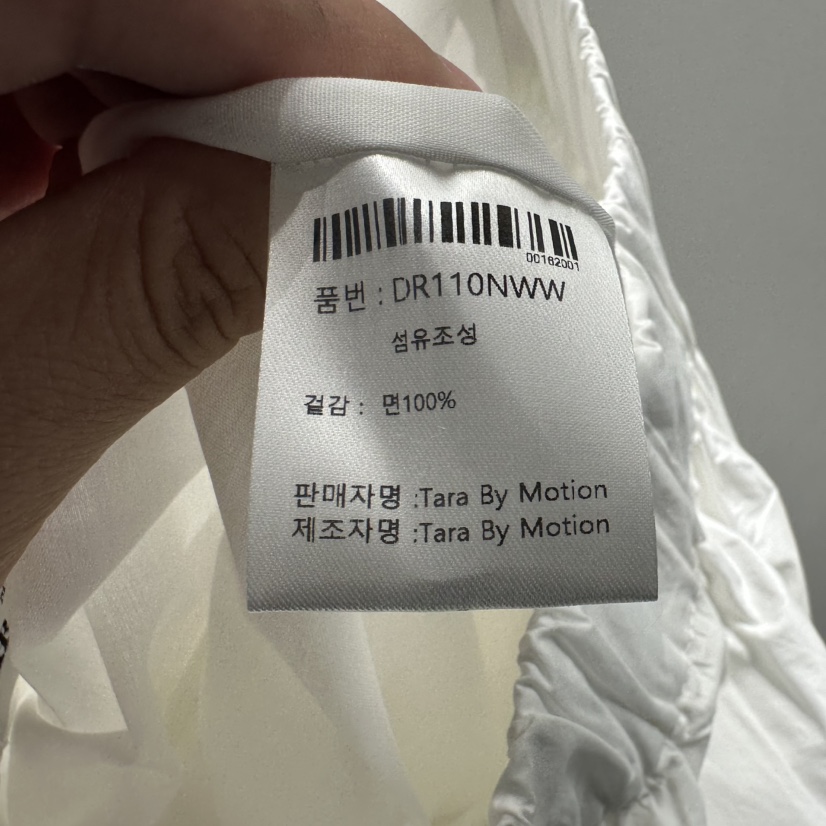 00162001
품번 : DR110NWW
섬유조성
겉감 : 면100%
판매자명 :Tara By Motion
제조자명 :Tara By Motion